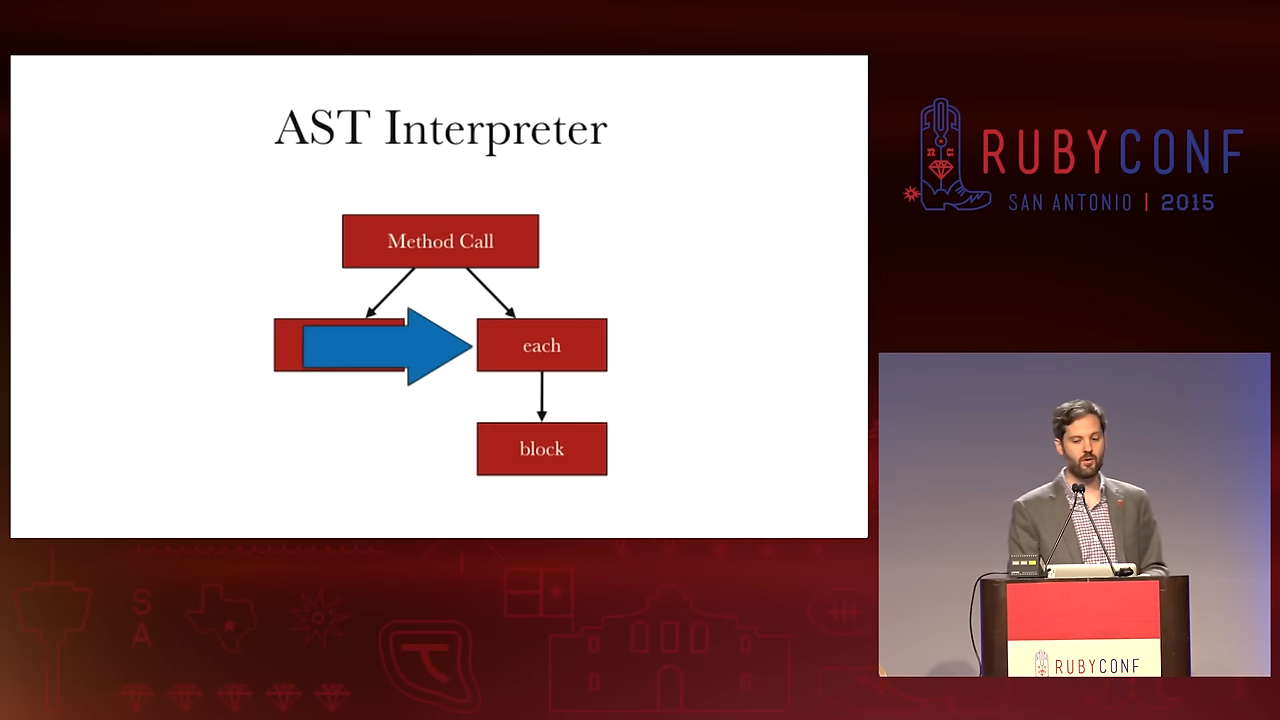 AST Interpreter
Method Call
each
block
RUBYCONF
SAN ANTONIO | 2015
S
A
RUBYCONF